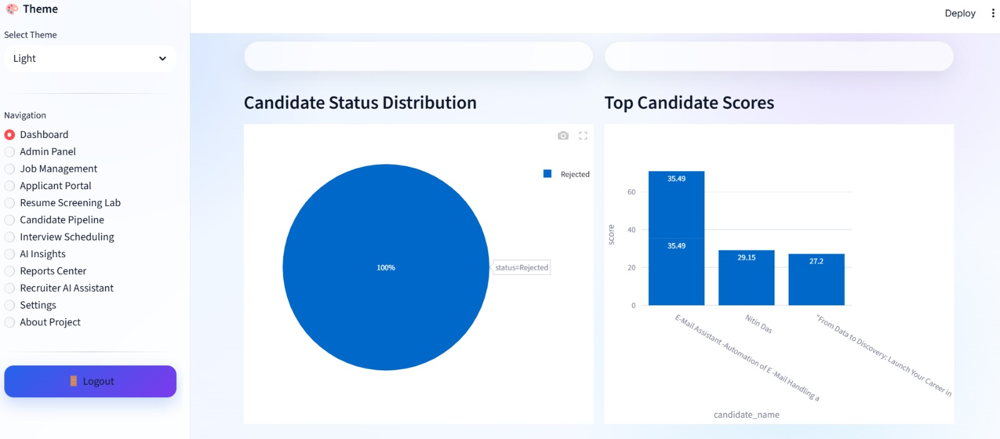 🎨 Theme
Select Theme
Light
Navigation
Dashboard
Admin Panel
Job Management
Applicant Portal
Resume Screening Lab
Candidate Pipeline
Interview Scheduling
AI Insights
Reports Center
Recruiter AI Assistant
Settings
About Project
🚪 Logout
Deploy
Candidate Status Distribution
Rejected
100%
status=Rejected
Top Candidate Scores
score
60
40
20
0
35.49
35.49
29.15
27.2
E-Mail Assistant -Automation of E -Mail Handling a
Nitin Das
“From Data to Discovery: Launch Your Career in
candidate_name